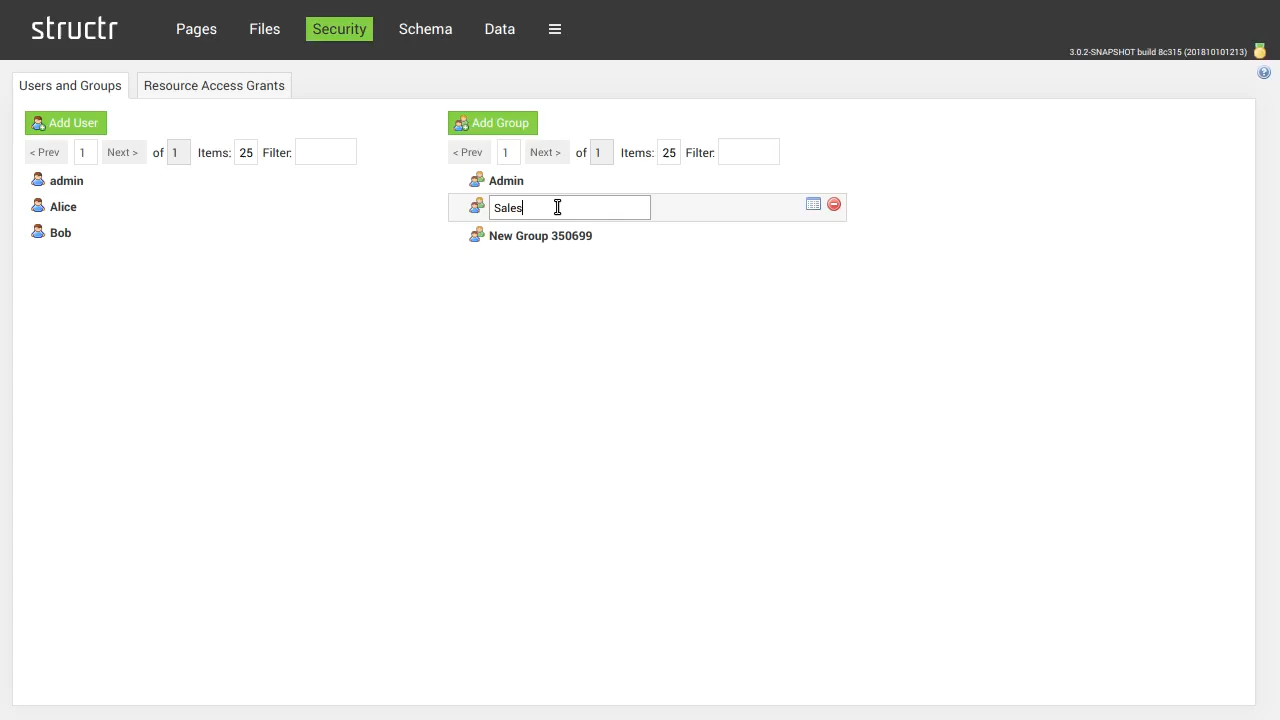 structr Pages Files Security Schema Data
3.0.2-SNAPSHOT build 8c315 (201810101213)
Users and Groups Resource Access Grants
Add User Add Group
< Prev 1 Next > of 1 Items: 25 Filter: < Prev 1 Next > of 1 Items: 25 Filter:
admin Admin
Alice Sales
Bob New Group 350699